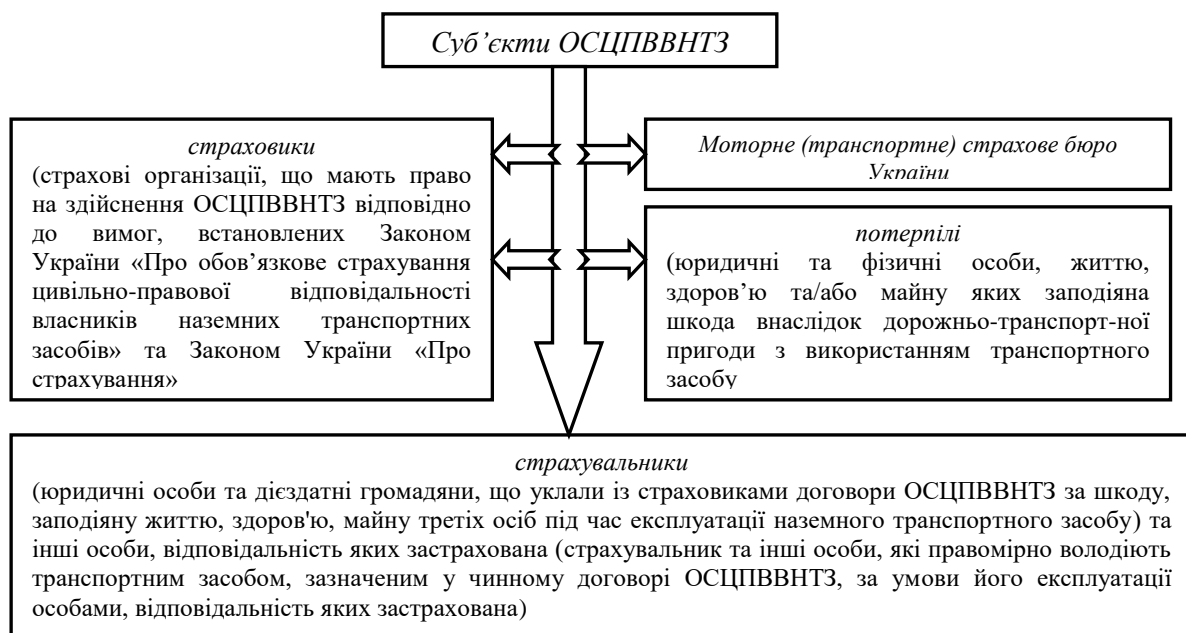 Суб’єкти ОСЦПВВНТЗ
страховики
(страхові організації, що мають право
на здійснення ОСЦПВВНТЗ відповідно
до вимог, встановлених Законом
України «Про обов’язкове страхування
цивільно-правової відповідальності
власників наземних транспортних
засобів» та Законом України «Про
страхування»
Моторне (транспортне) страхове бюро
України
потерпілі
(юридичні та фізичні особи, життю,
здоров’ю та/або майну яких заподіяна
шкода внаслідок дорожньо-транспорт-ної
пригоди з використанням транспортного
засобу
страхувальники
(юридичні особи та дієздатні громадяни, що уклали із страховиками договори ОСЦПВВНТЗ за шкоду,
заподіяну життю, здоров'ю, майну третіх осіб під час експлуатації наземного транспортного засобу) та
інші особи, відповідальність яких застрахована (страхувальник та інші особи, які правомірно володіють
транспортним засобом, зазначеним у чинному договорі ОСЦПВВНТЗ, за умови його експлуатації
особами, відповідальність яких застрахована)